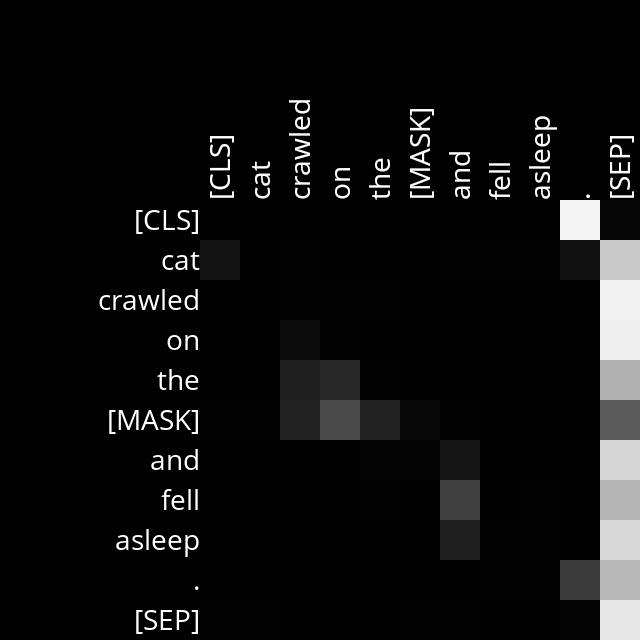 [CLS] cat crawled on the [MASK] and fell asleep . [SEP]
[CLS]
cat
crawled
on
the
[MASK]
and
fell
asleep
.
[SEP]